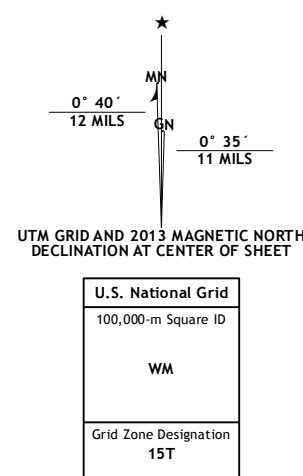 ★
MN
0° 40´
12 MILS
GN
0° 35´
11 MILS
UTM GRID AND 2013 MAGNETIC NORTH
DECLINATION AT CENTER OF SHEET
U.S. National Grid
100,000-m Square ID
WM
Grid Zone Designation
15T